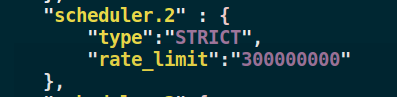 "scheduler.2" : {
"type":"STRICT",
"rate_limit":"300000000"
},